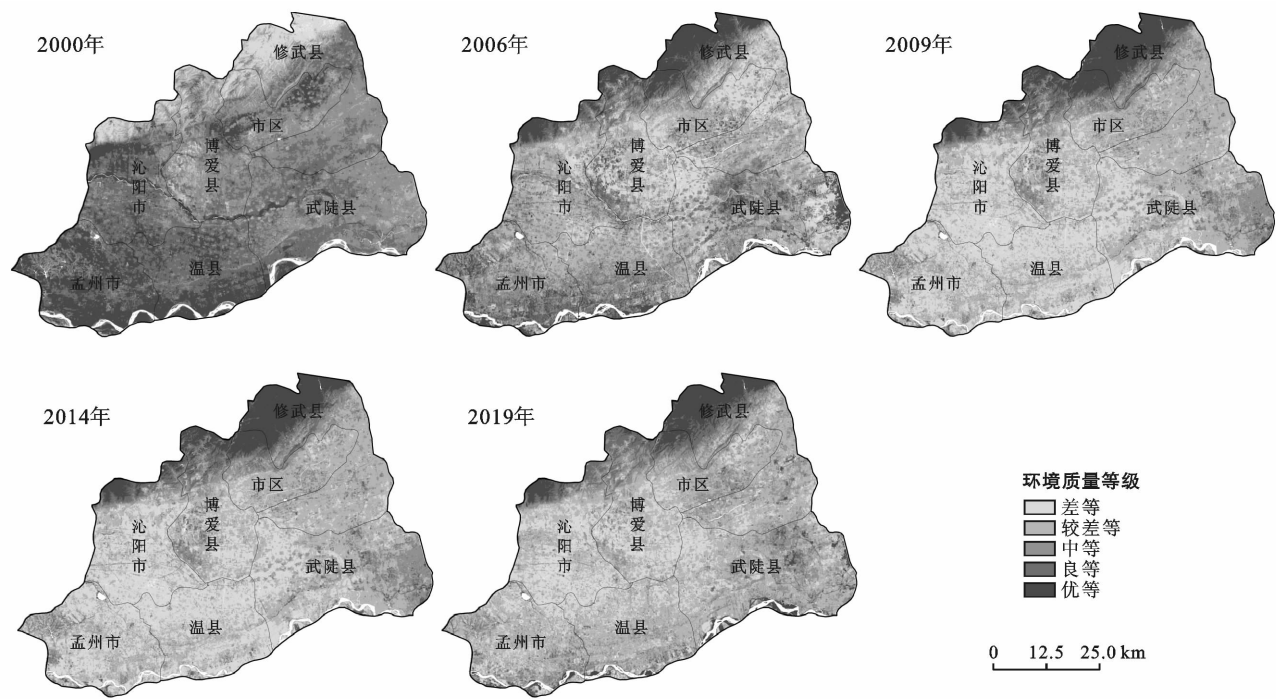 2000年
修武县
市区
博爱县
沁阳市
武陟县
温县
孟州市
2006年
修武县
市区
博爱县
武陟县
沁阳市
温县
孟州市
2009年
修武县
市区
博爱县
沁阳市
武陟县
温县
孟州市
2014年
修武县
市区
博爱县
沁阳市
武陟县
温县
孟州市
2019年
修武县
市区
博爱县
沁阳市
武陟县
温县
孟州市
环境质量等级
差等
较差等
中等
良等
优等
0 12.5 25.0 km